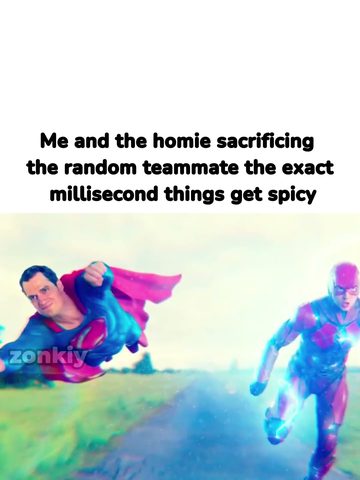 Me and the homie sacrificing
the random teammate the exact
millisecond things get spicy
zonkiy